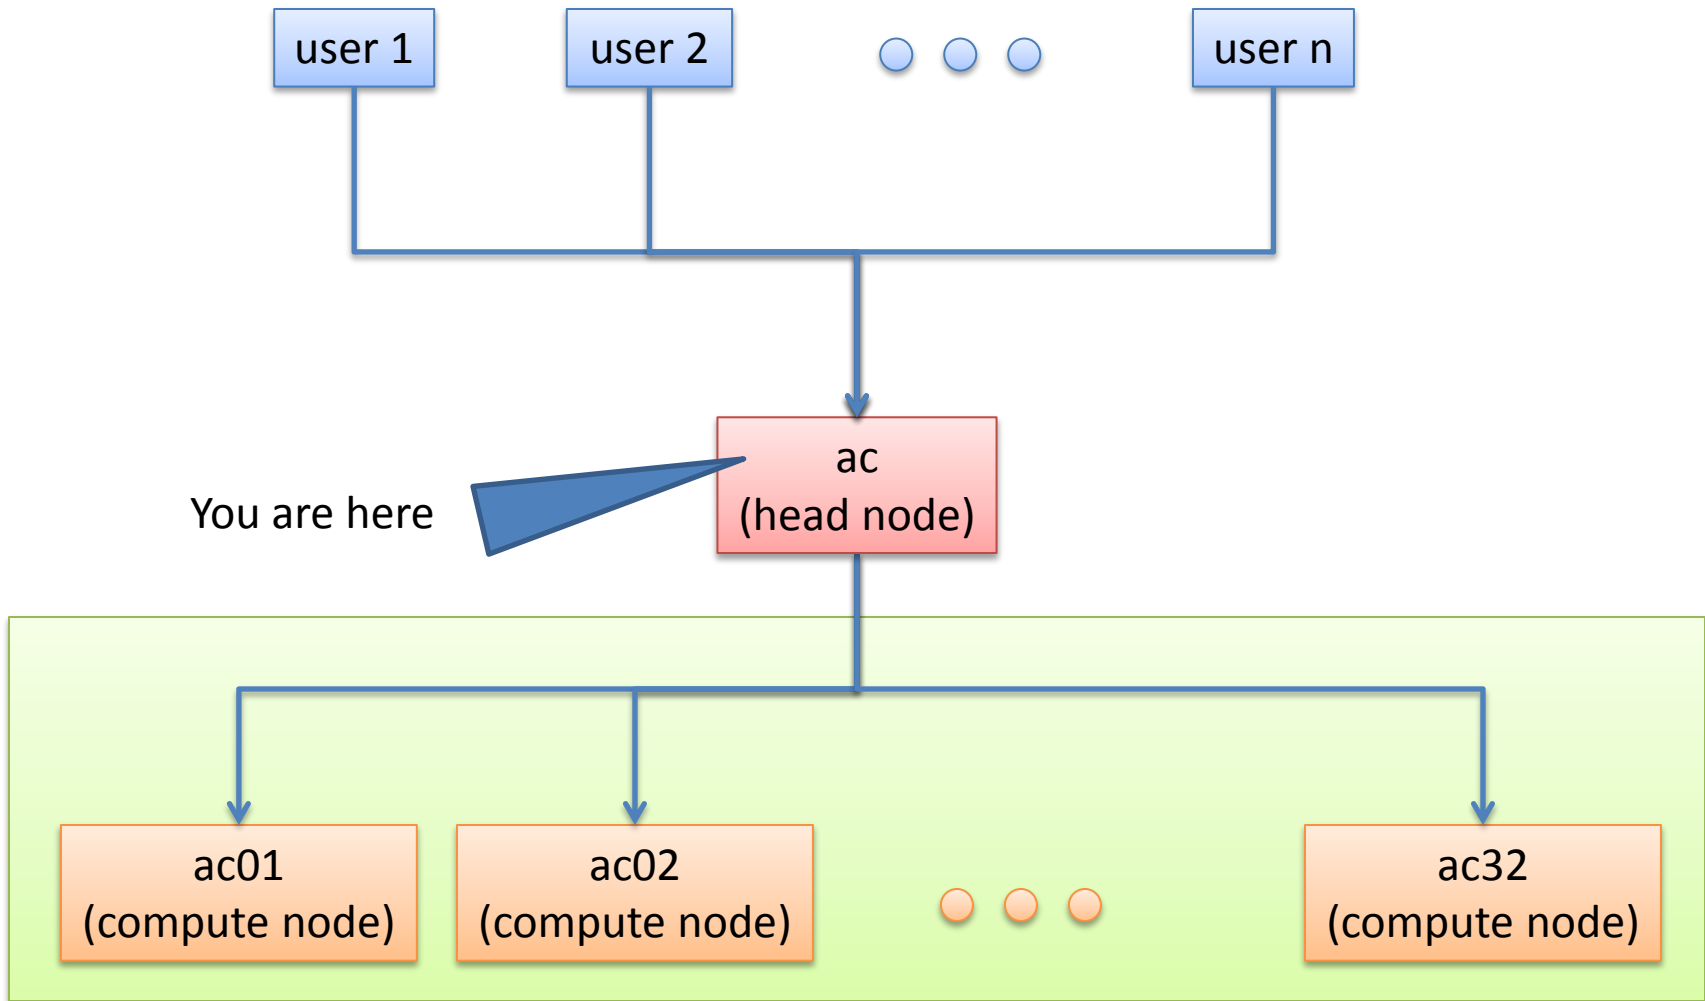 user 1
user 2
user n
ac
(head node)
You are here
ac01
(compute node)
ac02
(compute node)
ac32
(compute node)